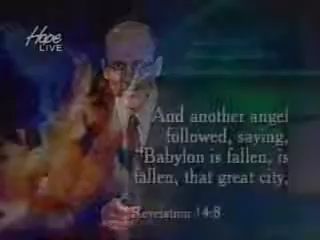 Hope
LIVE
And another angel
followed, saying,
"Babylon is fallen, is
fallen, that great city,
Revelation 14:8